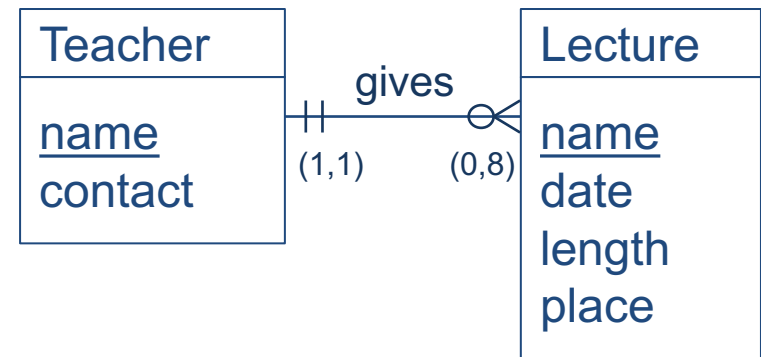 Teacher
name
contact
gives
(1,1)
(0,8)
Lecture
name
date
length
place